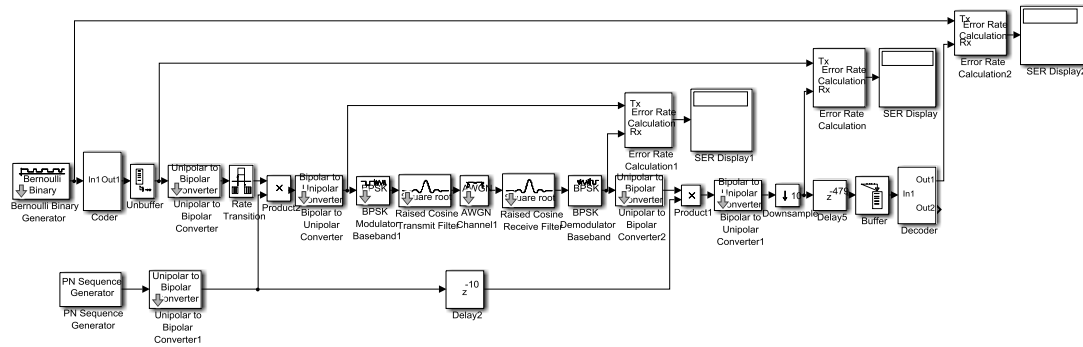 Tx
Error Rate
Calculation
Rx
Error Rate
Calculation2
SER Display2
Tx
Error Rate
Calculation
Rx
Error Rate
Calculation
SER Display
Tx
Error Rate
Calculation
Rx
Error Rate
Calculation1
SER Display1
Bernoulli
Binary
Bernoulli Binary
Generator
In1 Out1
Coder
Unbuffer
Unipolar to
Bipolar
Converter
Unipolar to
Bipolar
Converter
Rate
Transition
×
Product2
Bipolar to
Unipolar
Converter
Bipolar to
Unipolar
Converter
BPSK
BPSK
Modulator
Baseband1
Square root
Raised Cosine
Transmit Filter
AWGN
AWGN
Channel1
Square root
Raised Cosine
Receive Filter
BPSK
BPSK
Demodulator
Baseband
Unipolar to
Bipolar
Converter
Unipolar to
Bipolar
Converter2
×
Product1
Bipolar to
Unipolar
Converter
Bipolar to
Unipolar
Converter1
10
Downsample
z
Delay5
Buffer
In1
Out1
Out2
Decoder
PN Sequence
Generator
PN Sequence
Generator
Unipolar to
Bipolar
Converter
Unipolar to
Bipolar
Converter1
z -10
Delay2